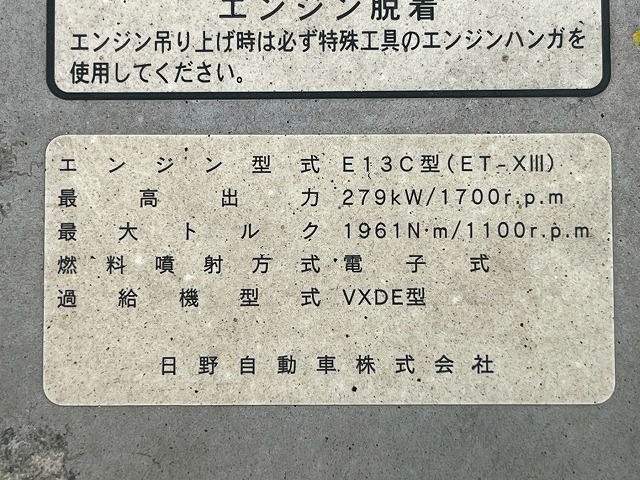 エンジン脱着
エンジン吊り上げ時は必ず特殊工具のエンジンハンガを
使用してください。
エンジン型式 E13C型(ET-XIII)
最高出力 279kW/1700r.p.m
最大トルク 1961N·m/1100r.p.m
燃料噴射方式 電子式
過給機型式 VXDE型
日野自動車株式会社